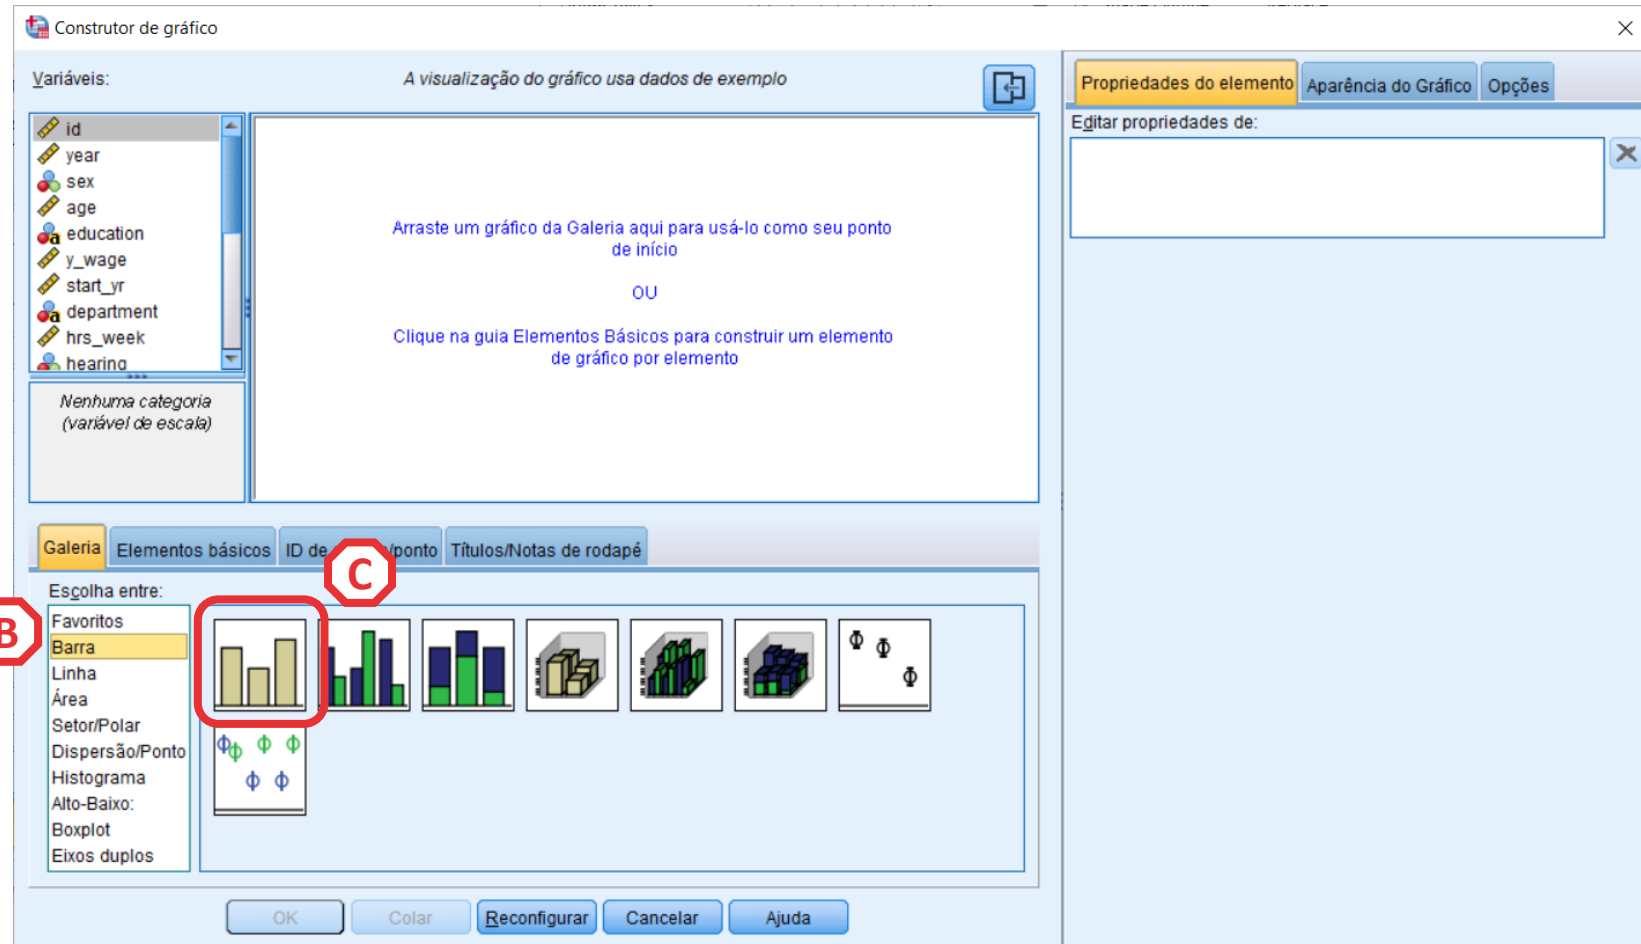 Construtor de gráfico
Variáveis:
A visualização do gráfico usa dados de exemplo
id
year
sex
age
education
y_wage
start_yr
department
hrs_week
hearing
Nenhuma categoria
(variável de escala)
Arraste um gráfico da Galeria aqui para usá-lo como seu ponto
de início
OU
Clique na guia Elementos Básicos para construir um elemento
de gráfico por elemento
Propriedades do elemento
Aparência do Gráfico
Opções
Editar propriedades de:
Galeria
Elementos básicos
ID de /ponto
Títulos/Notas de rodapé
C
Escolha entre:
B
Favoritos
Barra
Linha
Área
Setor/Polar
Dispersão/Ponto
Histograma
Alto-Baixo:
Boxplot
Eixos duplos
OK
Colar
Reconfigurar
Cancelar
Ajuda